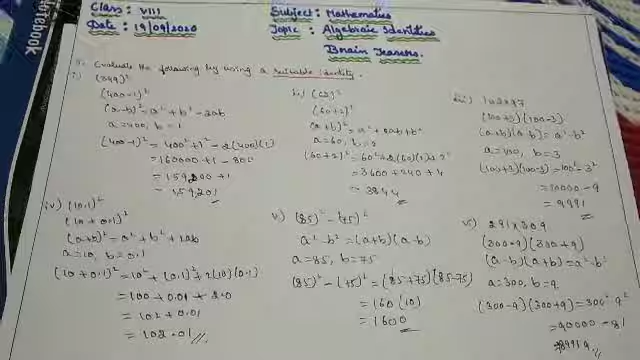 Notebook
Class: VIII
Date: 19/09/2020
Subject: Mathematics
Topic: Algebraic Identities
Brain Teasers.
Evaluate the following by using a suitable identity.
i) (399)²
(400-1)²
(a-b)² = a² + b² - 2ab
a=400, b=1
(400-1)² = 400² + 1² - 2(400)(1)
= 160000 + 1 - 800
= 159200 + 1
= 159201
ii) (62)²
(60+2)²
(a+b)² = a² + 2ab + b²
a=60, b=2
(60+2)² = 60² + 2(60)(2) + 2²
= 3600 + 240 + 4
= 3844
iii) 103x97
(100+3)(100-3)
(a+b)(a-b) = a² - b²
a=100, b=3
(100+3)(100-3) = 100² - 3²
= 10000 - 9
= 9991
iv) (10.1)²
(10 + 0.1)²
(a+b)² = a² + b² + 2ab
a=10, b=0.1
(10+0.1)² = 10² + (0.1)² + 2(10)(0.1)
= 100 + 0.01 + 2.0
= 102 + 0.01
= 102.01
v) (85)² - (75)²
a² - b² = (a+b)(a-b)
a=85, b=75
(85)² - (75)² = (85+75)(85-75)
= 160(10)
= 1600
vi) 291 x 309
(300-9)(300+9)
(a-b)(a+b) = a² - b²
a=300, b=9
(300-9)(300+9) = 300² - 9²
= 90000 - 81
= 89919